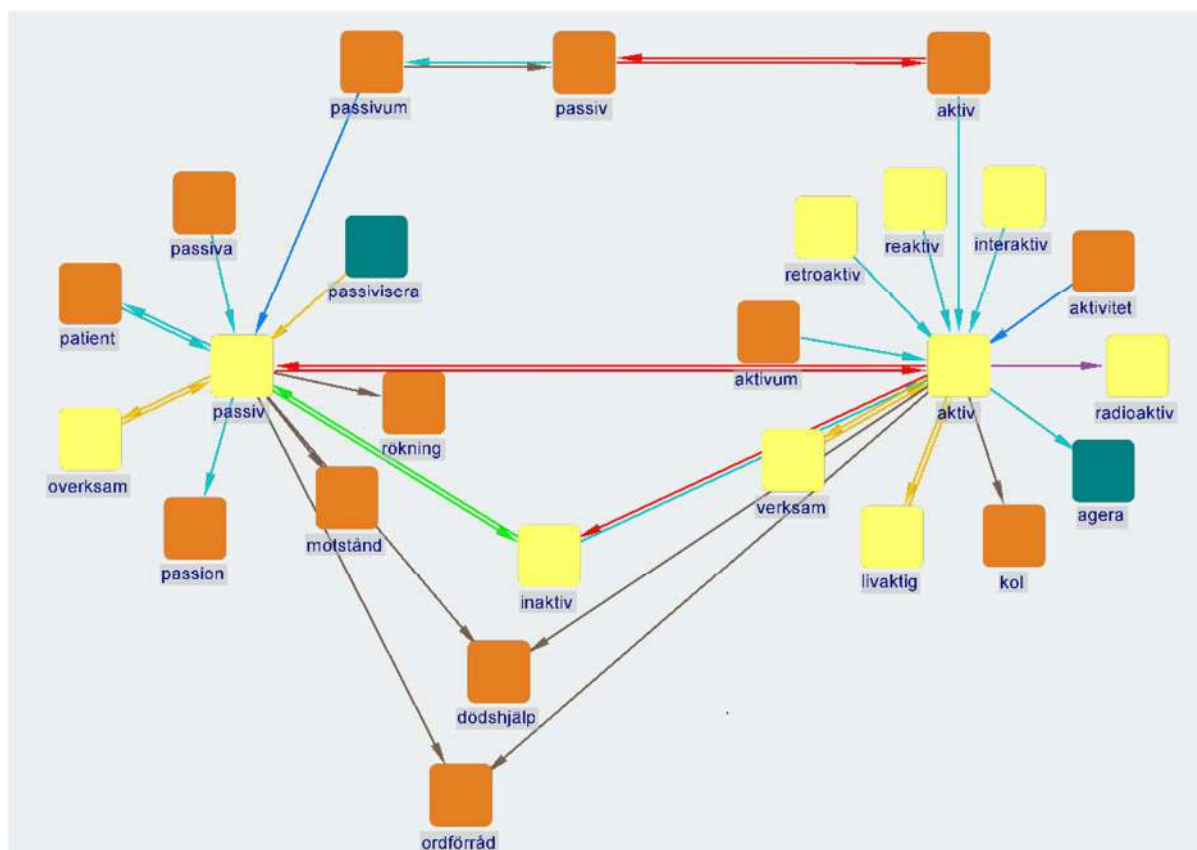 passivum
passiv
aktiv
passiva
passivisera
retroaktiv
reaktiv
interaktiv
patient
aktivitet
passiv
rökning
aktivum
aktiv
radioaktiv
overksam
motstånd
verksam
agera
passion
inaktiv
livaktig
kol
dödshjälp
ordförråd